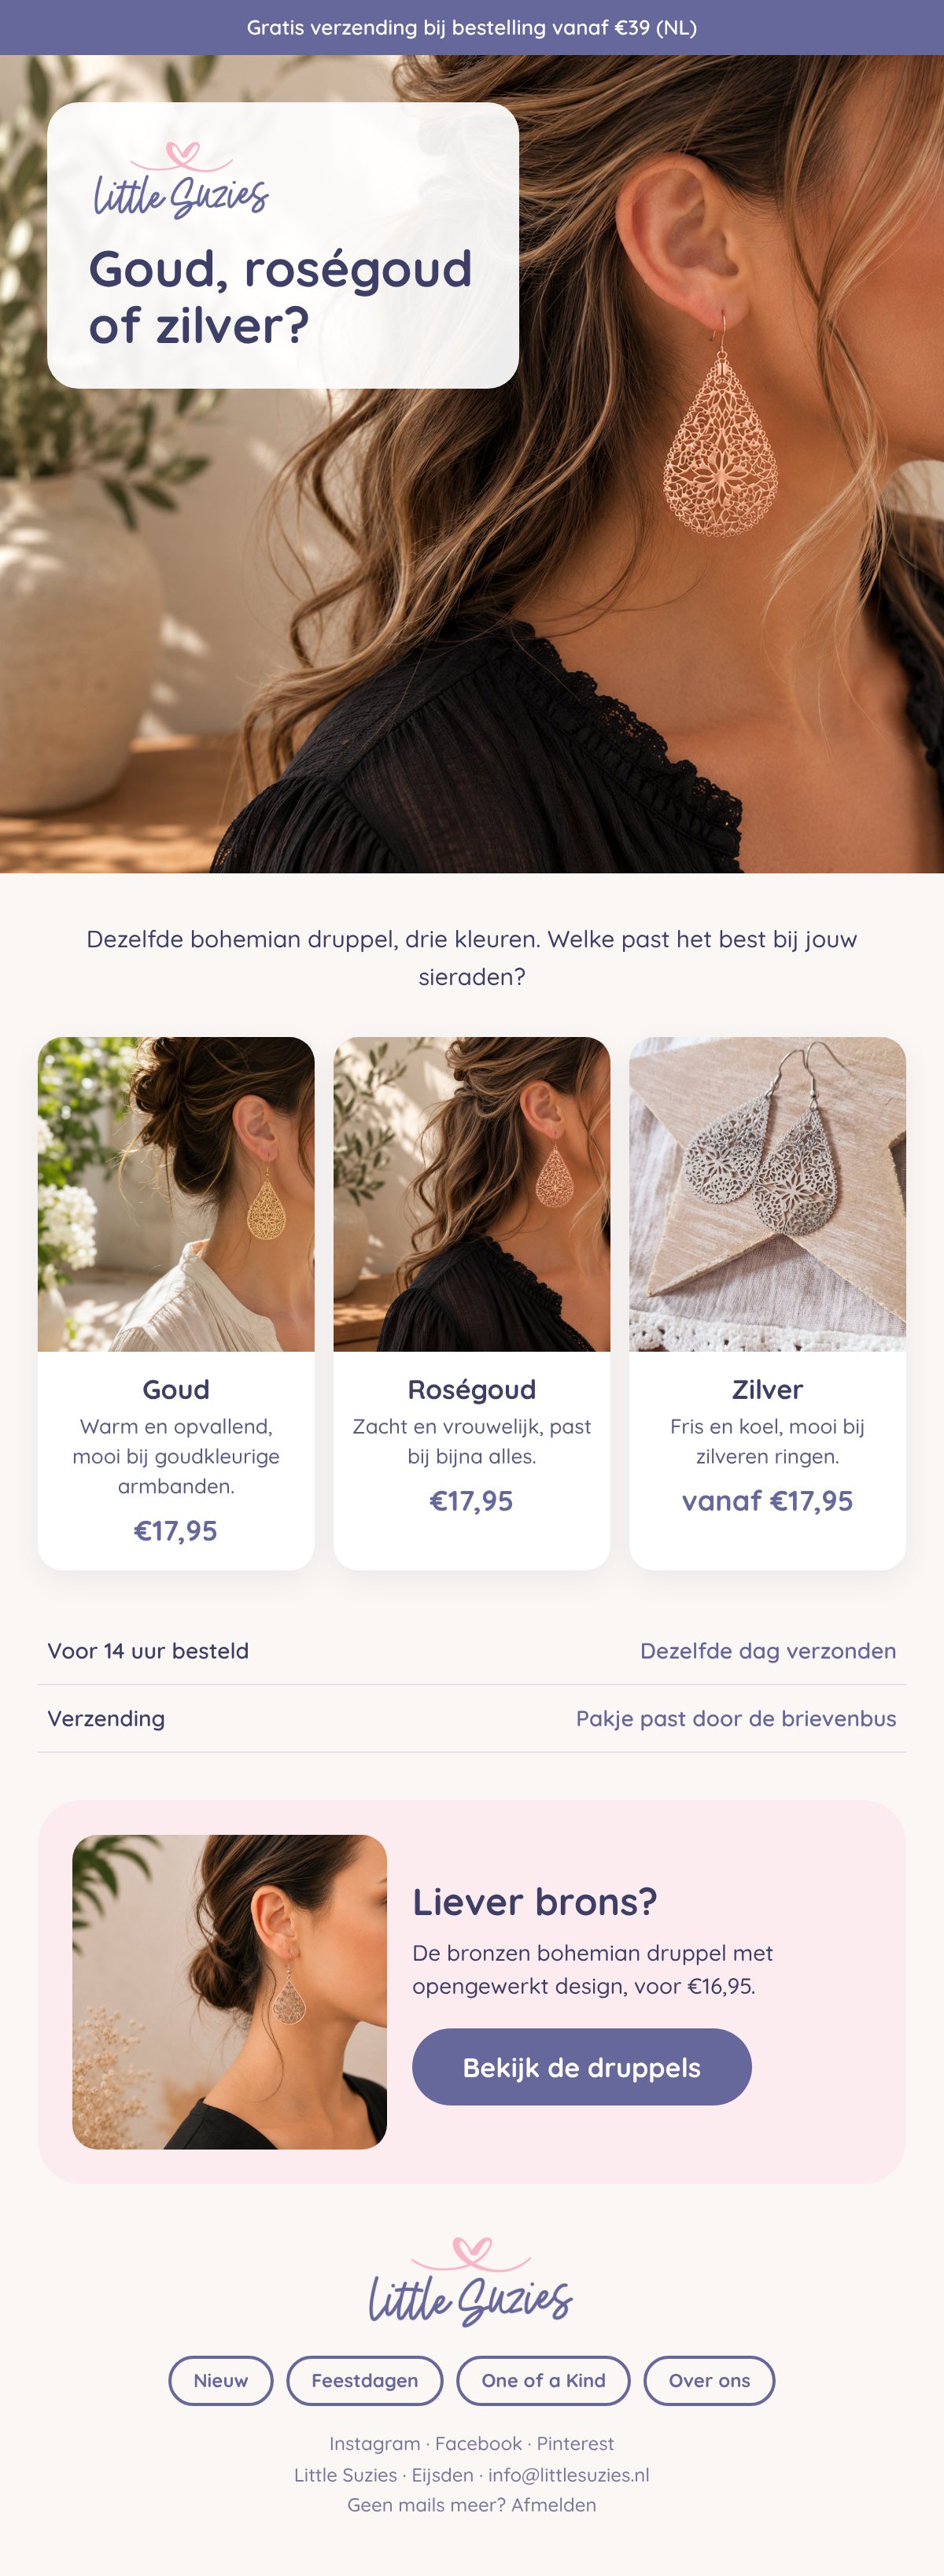 Gratis verzending bij bestelling vanaf €39 (NL)
little Suzies
Goud, roségoud
of zilver?
Dezelfde bohemian druppel, drie kleuren. Welke past het best bij jouw
sieraden?
Goud
Warm en opvallend,
mooi bij goudkleurige
armbanden.
€17,95
Roségoud
Zacht en vrouwelijk, past
bij bijna alles.
€17,95
Zilver
Fris en koel, mooi bij
zilveren ringen.
vanaf €17,95
Voor 14 uur besteld
Dezelfde dag verzonden
Verzending
Pakje past door de brievenbus
Liever brons?
De bronzen bohemian druppel met
opengewerkt design, voor €16,95.
Bekijk de druppels
little Suzies
Nieuw
Feestdagen
One of a Kind
Over ons
Instagram · Facebook · Pinterest
Little Suzies · Eijsden · info@littlesuzies.nl
Geen mails meer? Afmelden